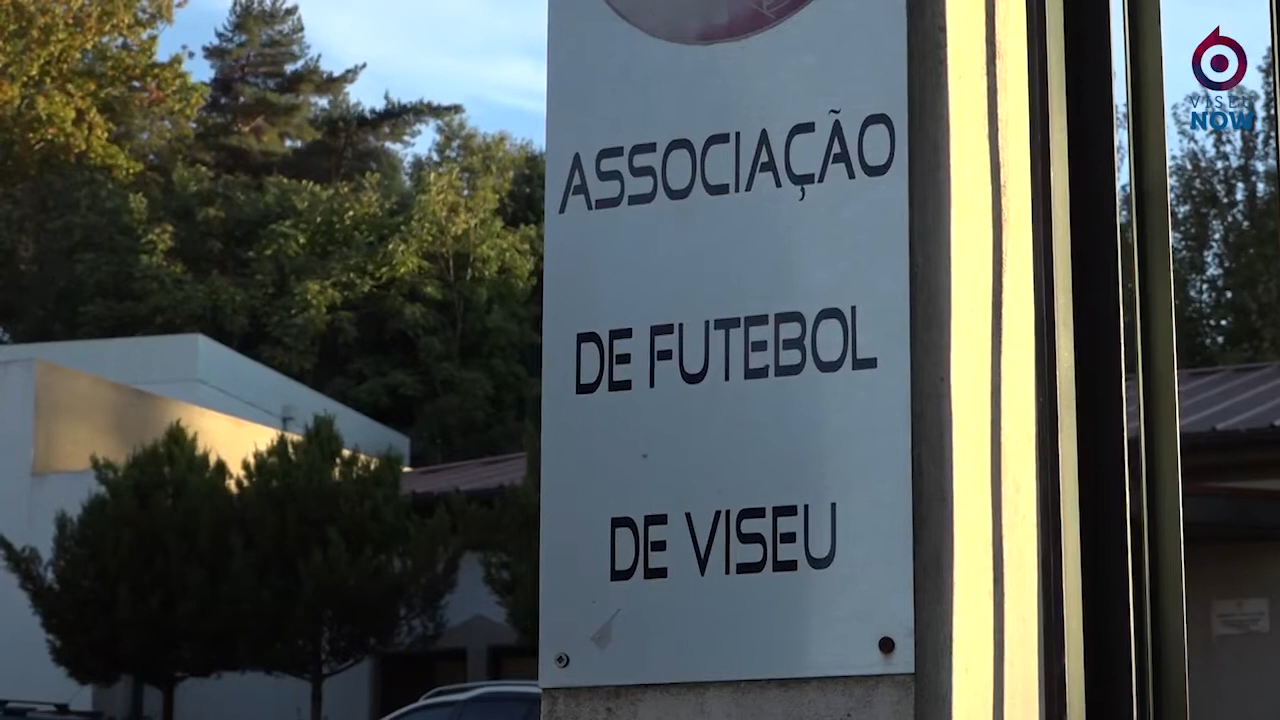 ASSOCIAÇÃO
DE FUTEBOL
DE VISEU
VISEU
NOW